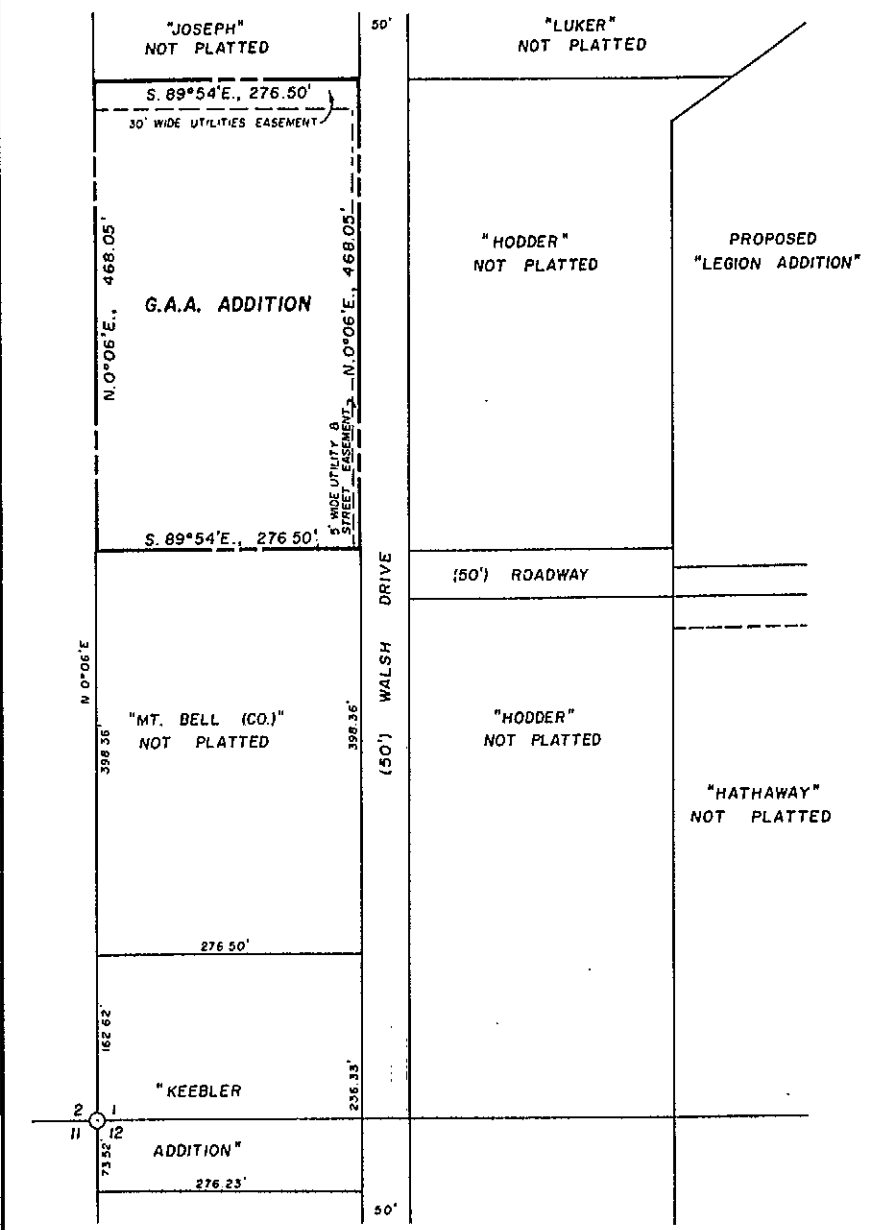 "JOSEPH"
NOT PLATTED
50'
"LUKER"
NOT PLATTED
S. 89°54'E., 276.50'
30' WIDE UTILITIES EASEMENT
N.0°06'E., 468.05'
G.A.A. ADDITION
N.0°06'E., 468.05'
5' WIDE UTILITY &
STREET EASEMENT
"HODDER"
NOT PLATTED
PROPOSED
"LEGION ADDITION"
S. 89°54'E., 276 50'
(50') WALSH DRIVE
(50') ROADWAY
N 0°06'E
398 36'
"MT. BELL (CO.)"
NOT PLATTED
398.36'
"HODDER"
NOT PLATTED
"HATHAWAY"
NOT PLATTED
276 50'
162 62'
"KEEBLER
236.33'
2 1
11 12
73 52'
ADDITION"
276.23'
50'